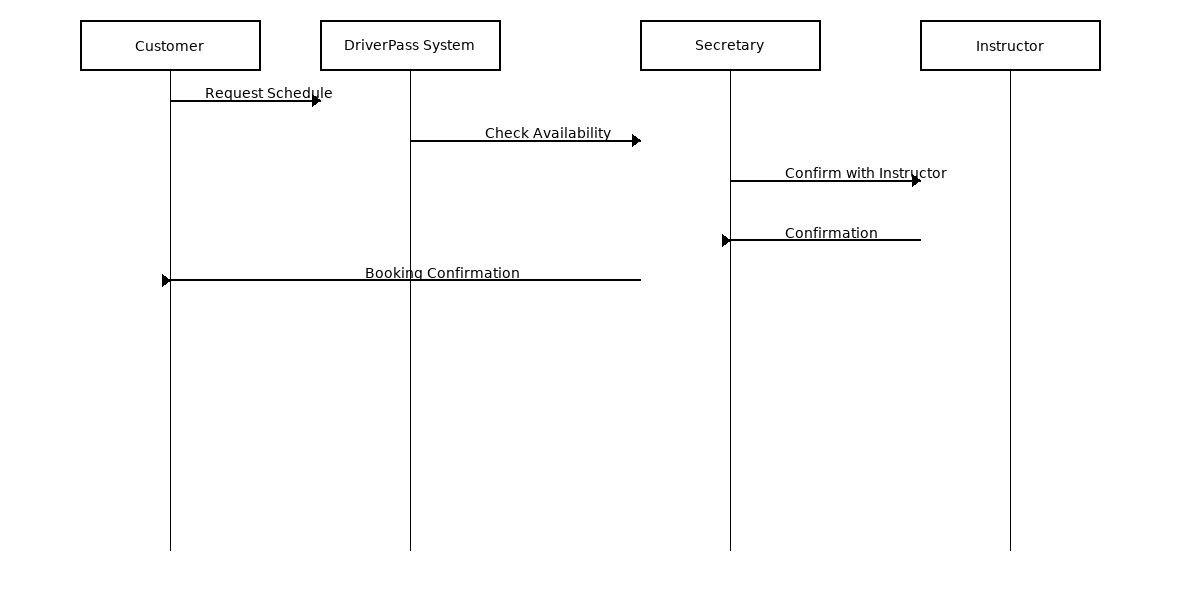 Customer
DriverPass System
Secretary
Instructor
Request Schedule
Check Availability
Confirm with Instructor
Confirmation
Booking Confirmation